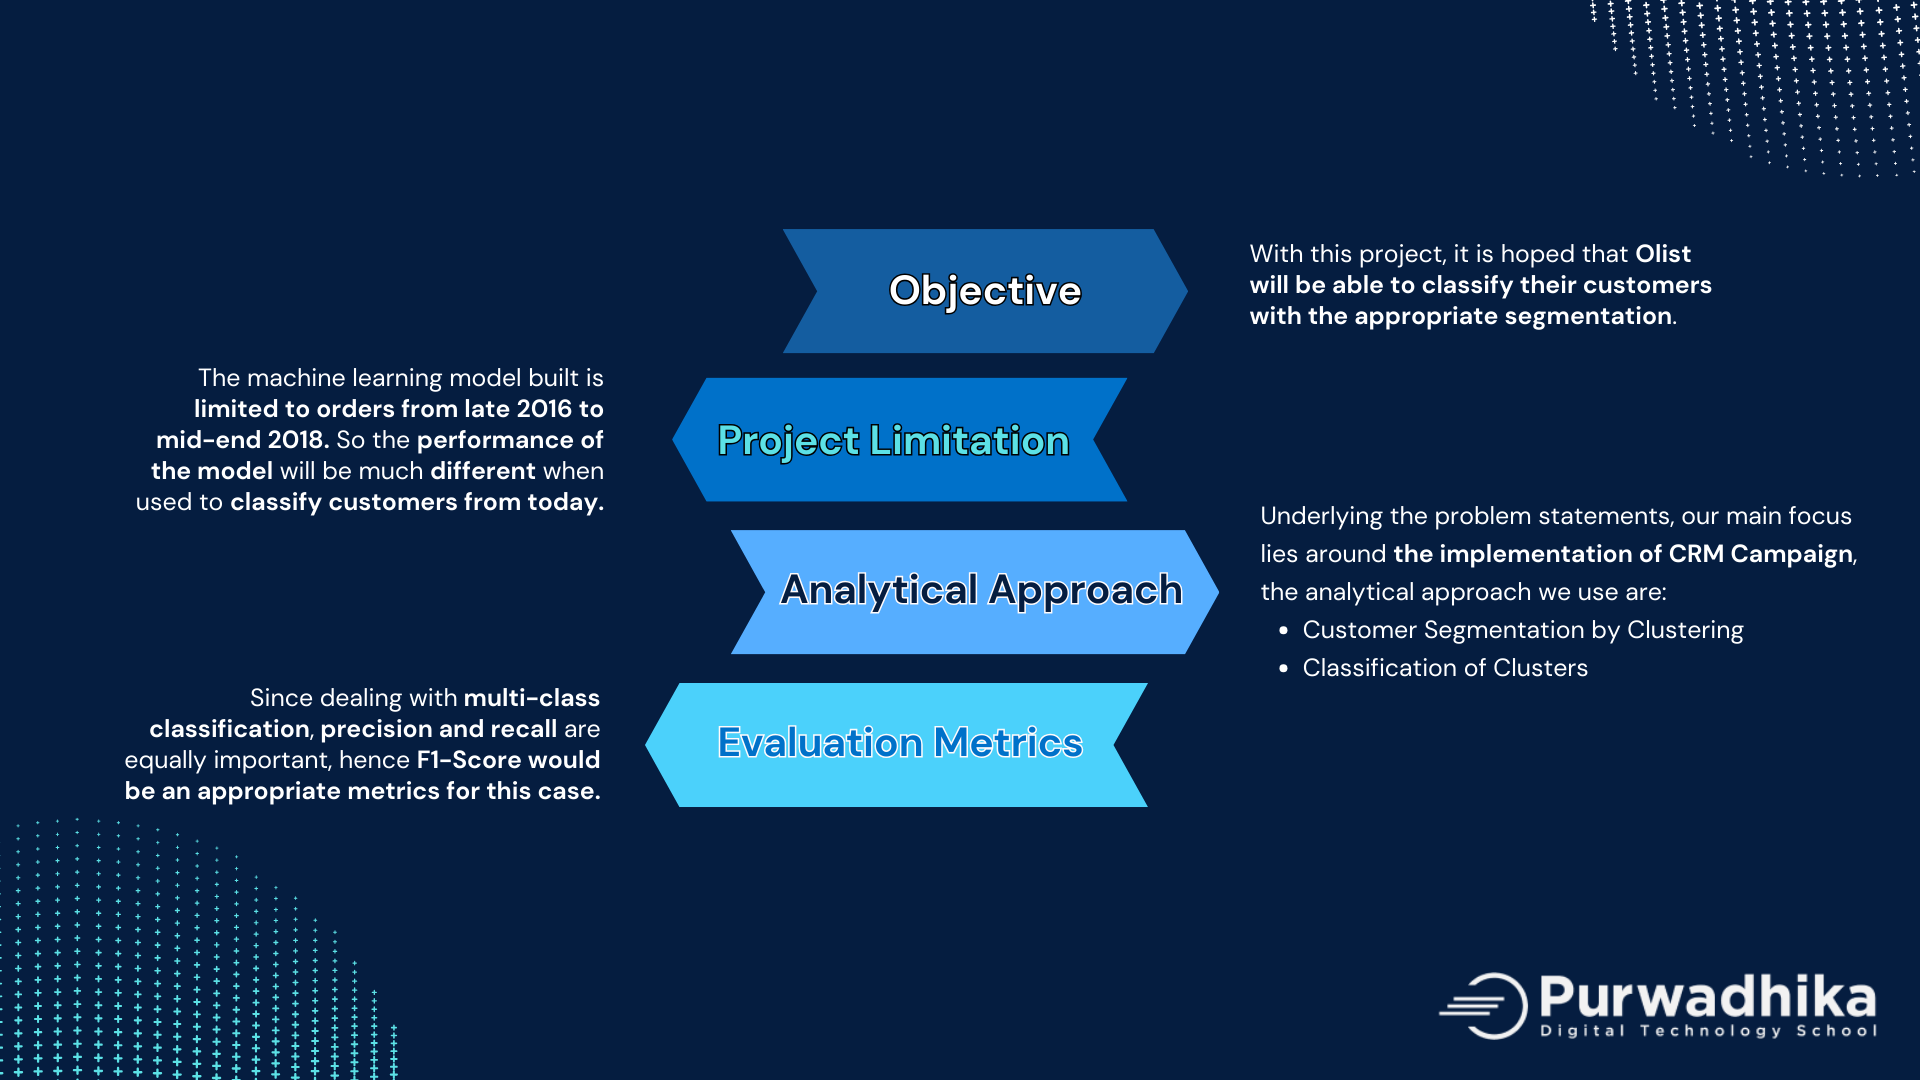 Objective
With this project, it is hoped that Olist
will be able to classify their customers
with the appropriate segmentation.
Project Limitation
The machine learning model built is
limited to orders from late 2016 to
mid-end 2018. So the performance of
the model will be much different when
used to classify customers from today.
Analytical Approach
Underlying the problem statements, our main focus
lies around the implementation of CRM Campaign,
the analytical approach we use are:
• Customer Segmentation by Clustering
• Classification of Clusters
Evaluation Metrics
Since dealing with multi-class
classification, precision and recall are
equally important, hence F1-Score would
be an appropriate metrics for this case.
Purwadhika
Digital Technology School